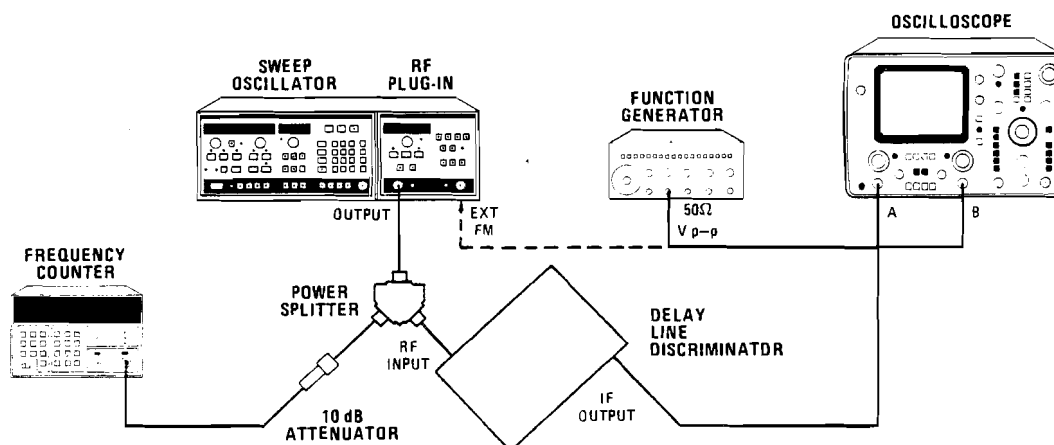 OSCILLOSCOPE
SWEEP
OSCILLATOR
RF
PLUG-IN
FUNCTION
GENERATOR
OUTPUT
EXT
FM
50Ω
V p-p
A
B
FREQUENCY
COUNTER
POWER
SPLITTER
RF
INPUT
DELAY
LINE
DISCRIMINATOR
IF
OUTPUT
10 dB
ATTENUATOR